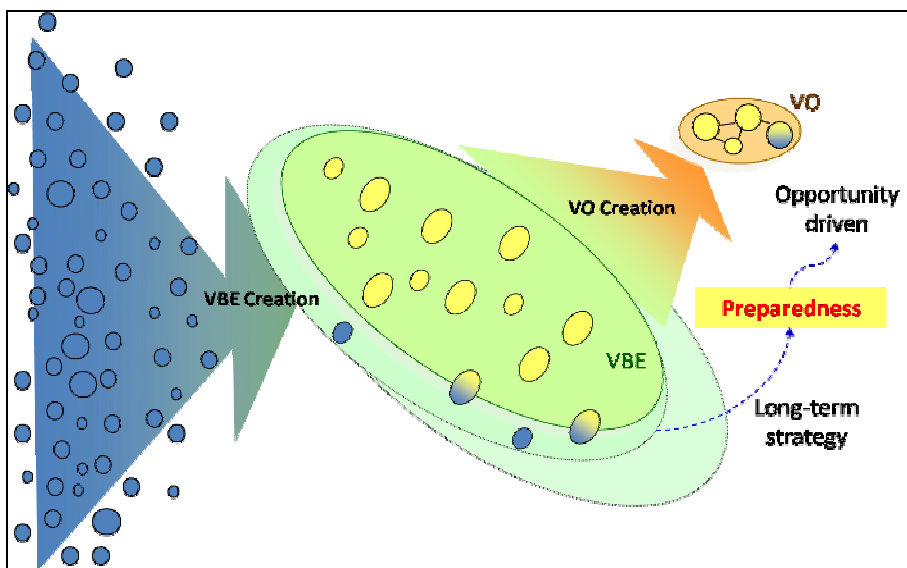 VO
Opportunity
driven
VO Creation
VBE Creation
Preparedness
VBE
Long-term
strategy